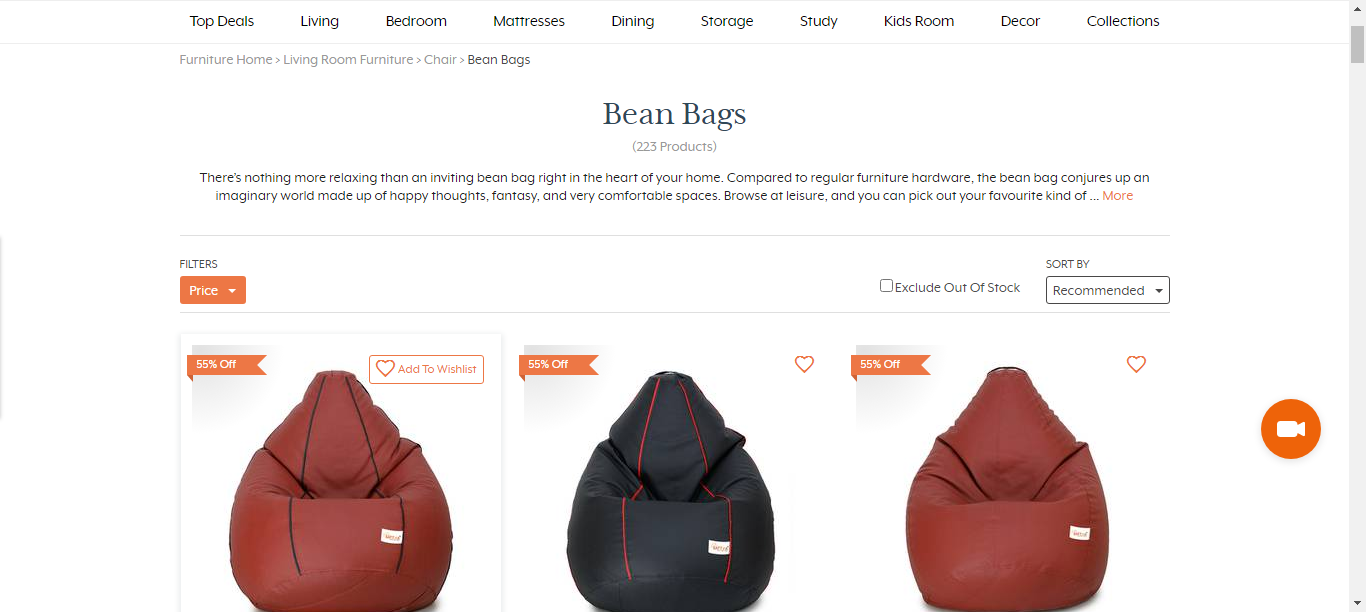 Top Deals Living Bedroom Mattresses Dining Storage Study Kids Room Decor Collections
Furniture Home > Living Room Furniture > Chair > Bean Bags
Bean Bags
(223 Products)
There's nothing more relaxing than an inviting bean bag right in the heart of your home. Compared to regular furniture hardware, the bean bag conjures up an
imaginary world made up of happy thoughts, fantasy, and very comfortable spaces. Browse at leisure, and you can pick out your favourite kind of ... More
FILTERS
Price
Exclude Out Of Stock
SORT BY
Recommended
55% Off
Add To Wishlist
55% Off
55% Off